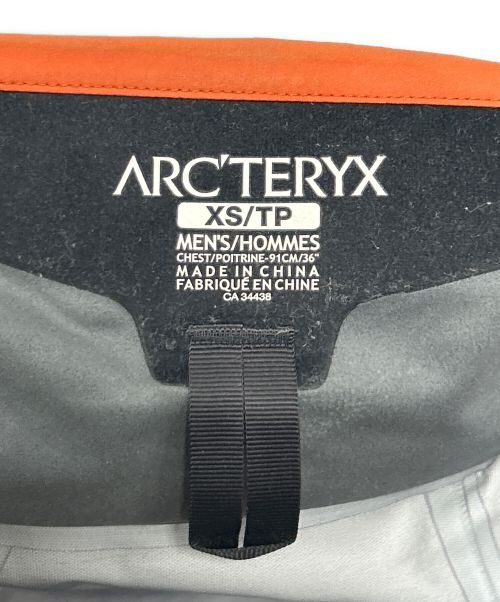 ARC'TERYX
XS/TP
MEN'S/HOMMES
CHEST/POITRINE-91CM/36"
MADE IN CHINA
FABRIQUÉ EN CHINE
CA 34438